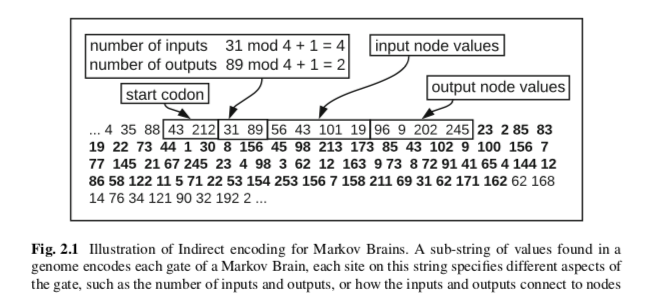 number of inputs 31 mod 4 + 1 = 4
number of outputs 89 mod 4 + 1 = 2
input node values
start codon
output node values
... 4 35 88 43 212 31 89 56 43 101 19 96 9 202 245 23 2 85 83
19 22 73 44 1 30 8 156 45 98 213 173 85 43 102 9 100 156 7
77 145 21 67 245 23 4 98 3 62 12 163 9 73 8 72 91 41 65 4 144 12
86 58 122 11 5 71 22 53 154 253 156 7 158 211 69 31 62 171 162 62 168
14 76 34 121 90 32 192 2 ...
Fig. 2.1 Illustration of Indirect encoding for Markov Brains. A sub-string of values found in a
genome encodes each gate of a Markov Brain, each site on this string specifies different aspects of
the gate, such as the number of inputs and outputs, or how the inputs and outputs connect to nodes